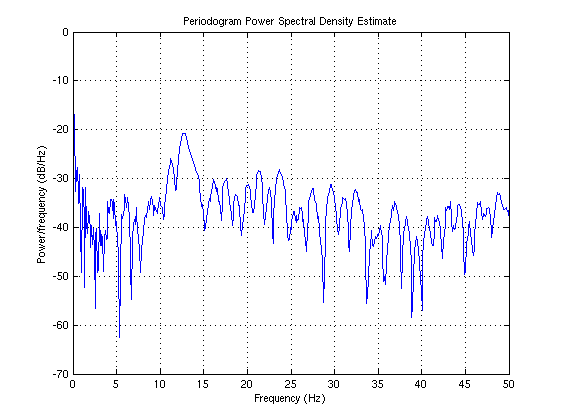 Periodogram Power Spectral Density Estimate
Power/frequency (dB/Hz)
0
-10
-20
-30
-40
-50
-60
-70
0 5 10 15 20 25 30 35 40 45 50
Frequency (Hz)